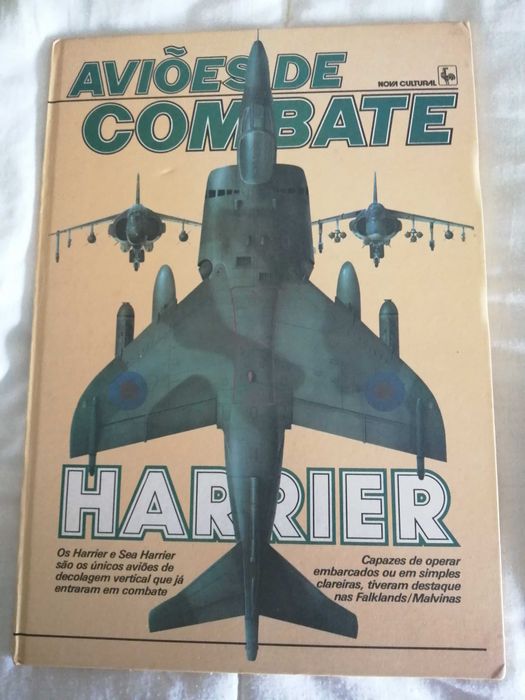 AVIÕES DE
NOVA CULTURAL
COMBATE
HARRIER
Os Harrier e Sea Harrier
são os únicos aviões de
decolagem vertical que já
entraram em combate
Capazes de operar
embarcados ou em simples
clareiras, tiveram destaque
nas Falklands/Malvinas